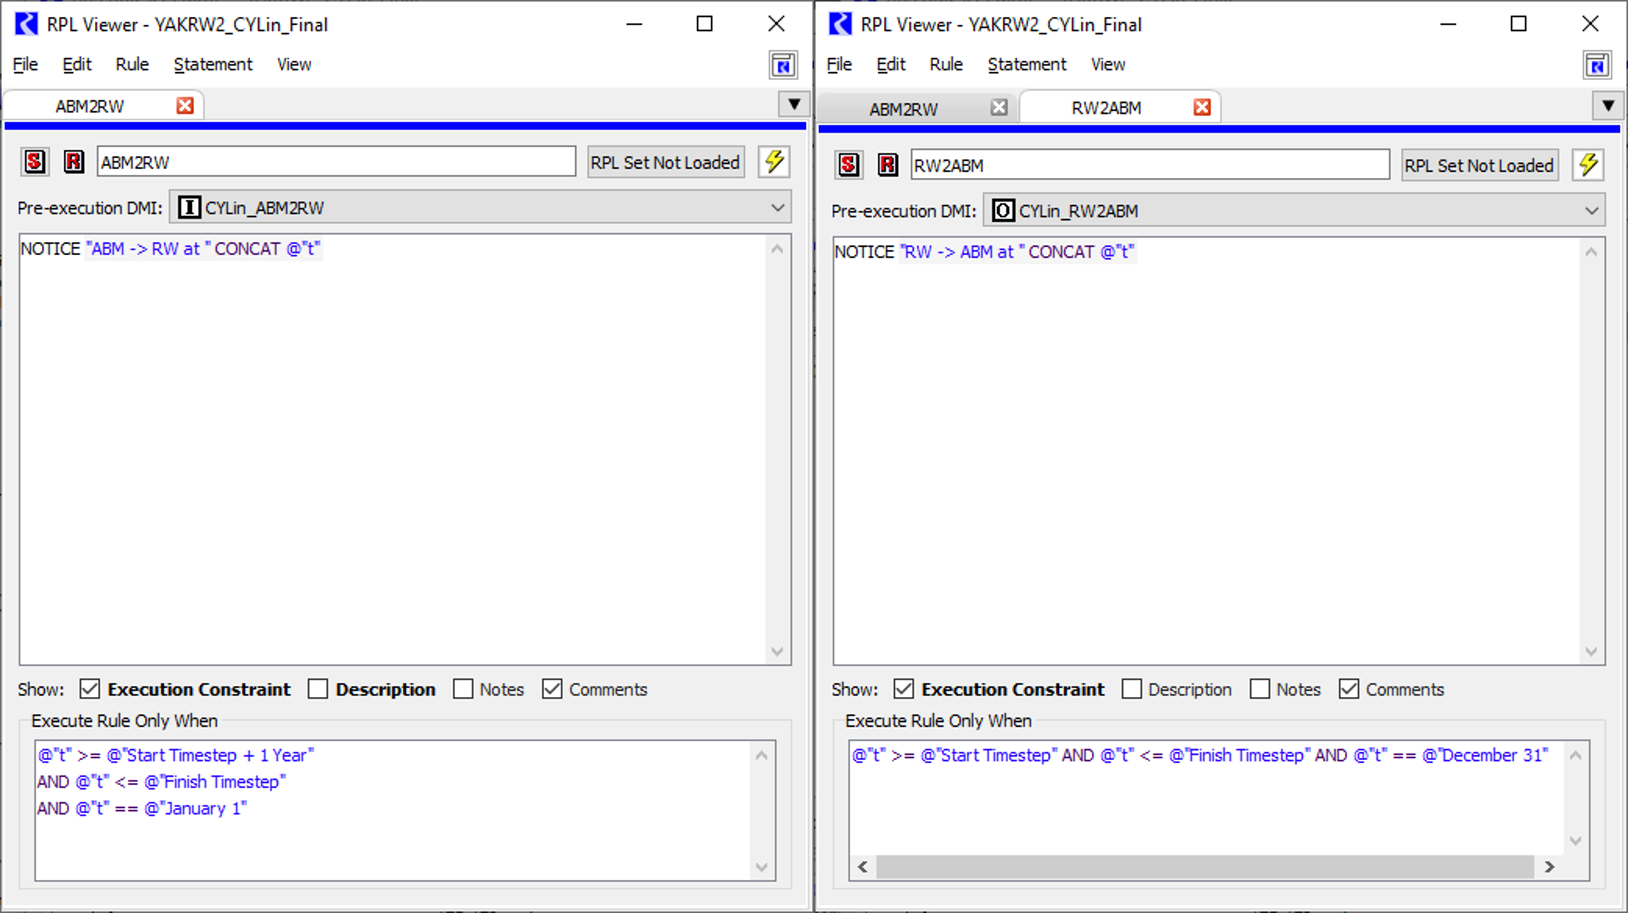 RPL Viewer - YAKRW2_CYLin_Final
File Edit Rule Statement View
ABM2RW
S R ABM2RW RPL Set Not Loaded
Pre-execution DMI: I CYLin_ABM2RW
NOTICE "ABM -> RW at " CONCAT @"t"
Show: Execution Constraint Description Notes Comments
Execute Rule Only When
@"t" >= @"Start Timestep + 1 Year"
AND @"t" <= @"Finish Timestep"
AND @"t" == @"January 1"
RPL Viewer - YAKRW2_CYLin_Final
File Edit Rule Statement View
ABM2RW RW2ABM
S R RW2ABM RPL Set Not Loaded
Pre-execution DMI: O CYLin_RW2ABM
NOTICE "RW -> ABM at " CONCAT @"t"
Show: Execution Constraint Description Notes Comments
Execute Rule Only When
@"t" >= @"Start Timestep" AND @"t" <= @"Finish Timestep" AND @"t" == @"December 31"